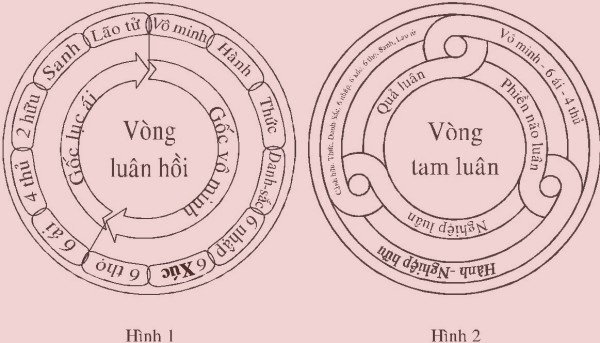 Vô minh
Hành
Thức
Danh-sắc
6 nhập
6 Xúc
6 thọ
6 ái
4 thủ
2 hữu
Sanh
Lão tử
Gốc vô minh
Gốc lục ái
Vòng
luân hồi
Hình 1
Vô minh - 6 ái - 4 thủ
Hành -Nghiệp hữu
Phiền não luân
Nghiệp luân
Quả luân
Vòng
tam luân
Hình 2